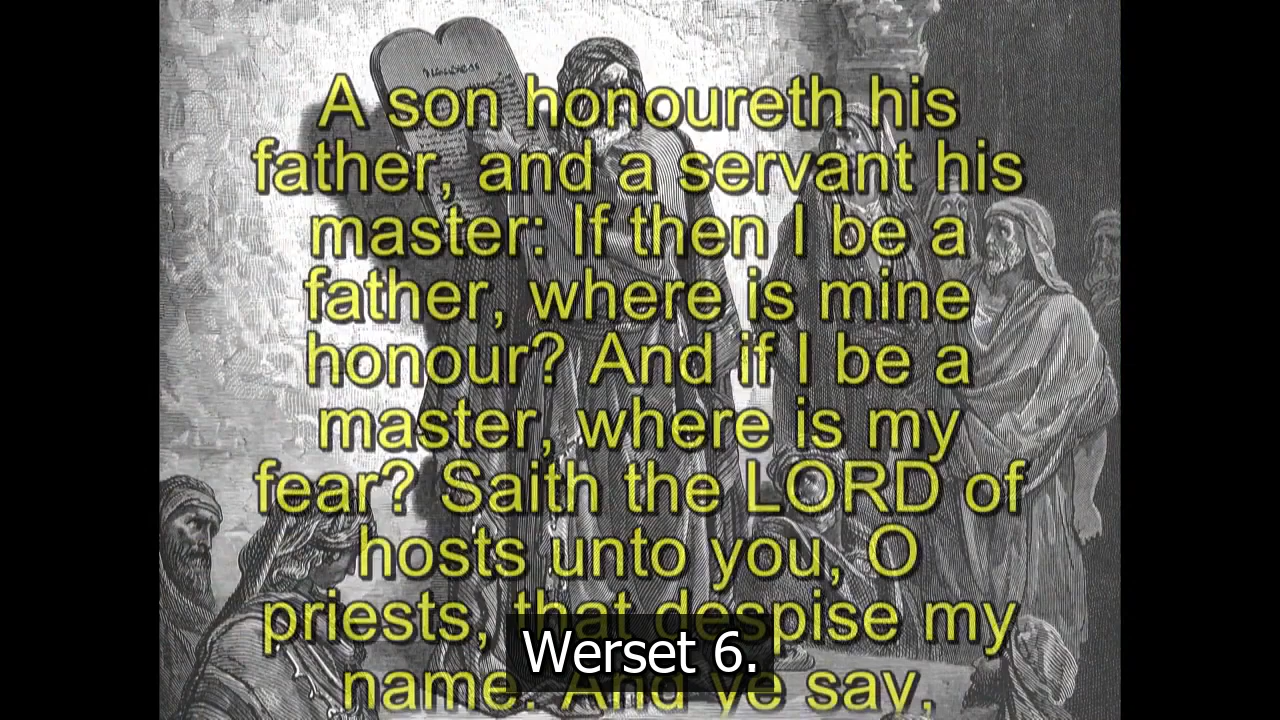 A son honoureth his
father, and a servant his
master: If then I be a
father, where is mine
honour? And if I be a
master, where is my
fear? Saith the LORD of
hosts unto you, O
priests, that despise my
name. And ye say,
Werset 6.